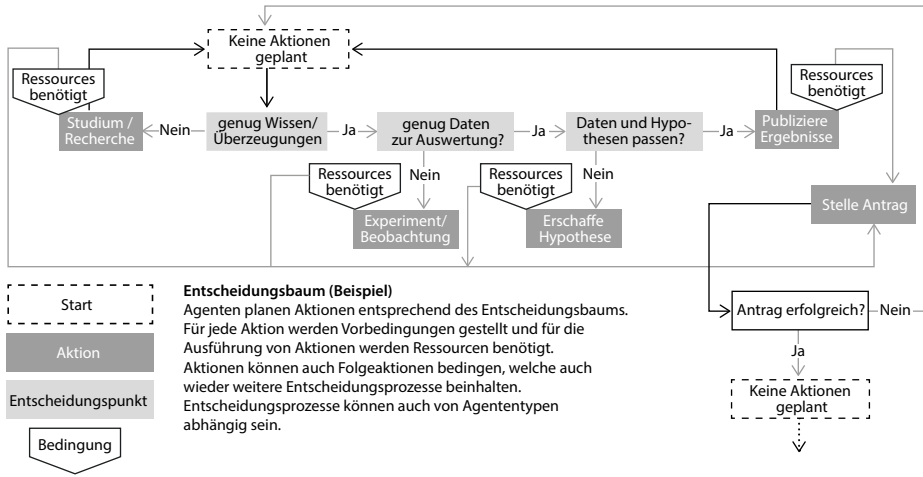 Keine Aktionen
geplant
Ressources
benötigt
Ressources
benötigt
Studium /
Recherche
Nein
genug Wissen/
Überzeugungen
Ja
genug Daten
zur Auswertung?
Ja
Daten und Hypo-
thesen passen?
Ja
Publiziere
Ergebnisse
Ressources
benötigt
Nein
Ressources
benötigt
Nein
Experiment/
Beobachtung
Erschaffe
Hypothese
Stelle Antrag
Start
Aktion
Entscheidungspunkt
Bedingung
Entscheidungsbaum (Beispiel)
Agenten planen Aktionen entsprechend des Entscheidungsbaums.
Für jede Aktion werden Vorbedingungen gestellt und für die
Ausführung von Aktionen werden Ressourcen benötigt.
Aktionen können auch Folgeaktionen bedingen, welche auch
wieder weitere Entscheidungsprozesse beinhalten.
Entscheidungsprozesse können auch von Agententypen
abhängig sein.
Antrag erfolgreich?
Nein
Ja
Keine Aktionen
geplant